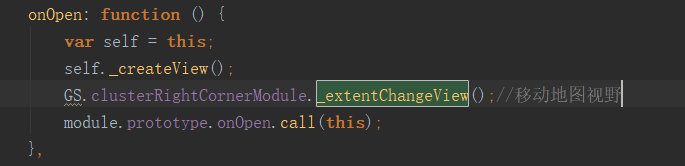 onOpen: function () {
var self = this;
self._createView();
GS.clusterRightCornerModule._extentChangeView();//移动地图视野
module.prototype.onOpen.call(this);
},